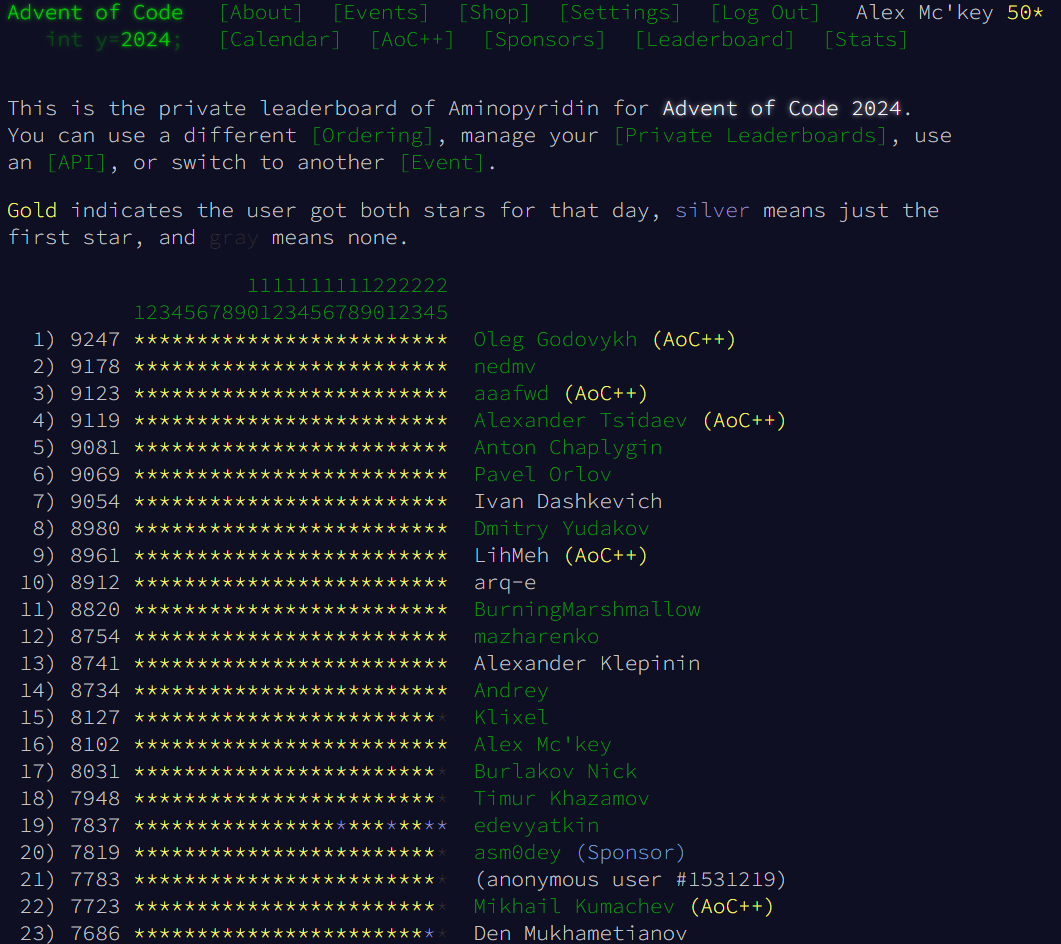 Advent of Code [About] [Events] [Shop] [Settings] [Log Out] Alex Mc'key 50*
int y=2024; [Calendar] [AoC++] [Sponsors] [Leaderboard] [Stats]
This is the private leaderboard of Aminopyridin for Advent of Code 2024.
You can use a different [Ordering], manage your [Private Leaderboards], use
an [API], or switch to another [Event].
Gold indicates the user got both stars for that day, silver means just the
first star, and gray means none.
1111111111222222
1234567890123456789012345
1) 9247 ************************* Oleg Godovykh (AoC++)
2) 9178 ************************* nedmv
3) 9123 ************************* aaafwd (AoC++)
4) 9119 ************************* Alexander Tsidaev (AoC++)
5) 9081 ************************* Anton Chaplygin
6) 9069 ************************* Pavel Orlov
7) 9054 ************************* Ivan Dashkevich
8) 8980 ************************* Dmitry Yudakov
9) 8961 ************************* LihMeh (AoC++)
10) 8912 ************************* arq-e
11) 8820 ************************* BurningMarshmallow
12) 8754 ************************* mazharenko
13) 8741 ************************* Alexander Klepinin
14) 8734 ************************* Andrey
15) 8127 ************************* Klixel
16) 8102 ************************* Alex Mc'key
17) 8031 ************************* Burlakov Nick
18) 7948 ************************* Timur Khazamov
19) 7837 ************************* edevyatkin
20) 7819 ************************* asm0dey (Sponsor)
21) 7783 ************************* (anonymous user #1531219)
22) 7723 ************************* Mikhail Kumachev (AoC++)
23) 7686 ************************* Den Mukhametianov